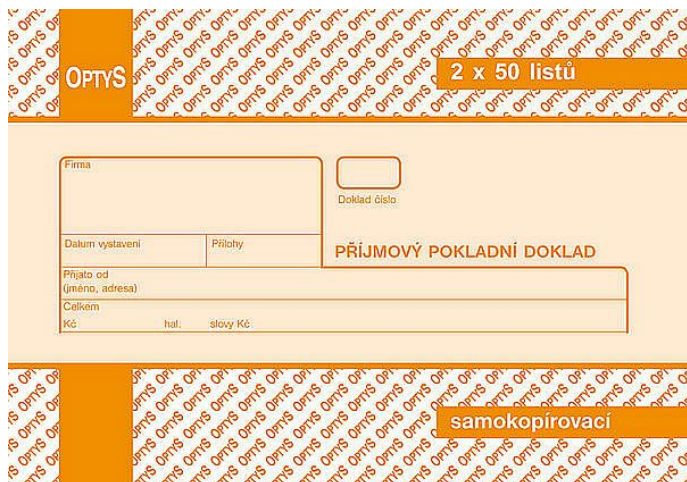 OPTYS
2 x 50 listů
Firma
Doklad číslo
Datum vystavení
Přílohy
PŘÍJMOVÝ POKLADNÍ DOKLAD
Přijato od
(jméno, adresa)
Celkem
Kč hal. slovy Kč
samokopírovací